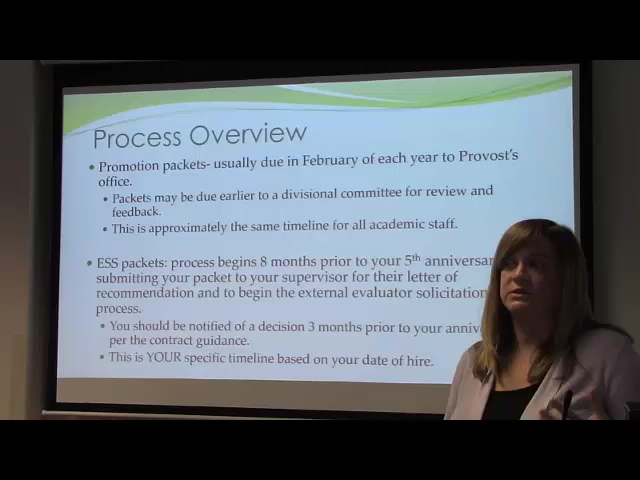 Process Overview
Promotion packets- usually due in February of each year to Provost's
office.
Packets may be due earlier to a divisional committee for review and
feedback.
This is approximately the same timeline for all academic staff.
ESS packets: process begins 8 months prior to your 5th
submitting your packet to your supervisor for their letter of
recommendation and to begin the external evaluator solicitation
process.
You should be notified of a decision 3 months prior to your
per the contract guidance.
This is YOUR specific timeline based on your date of hire.